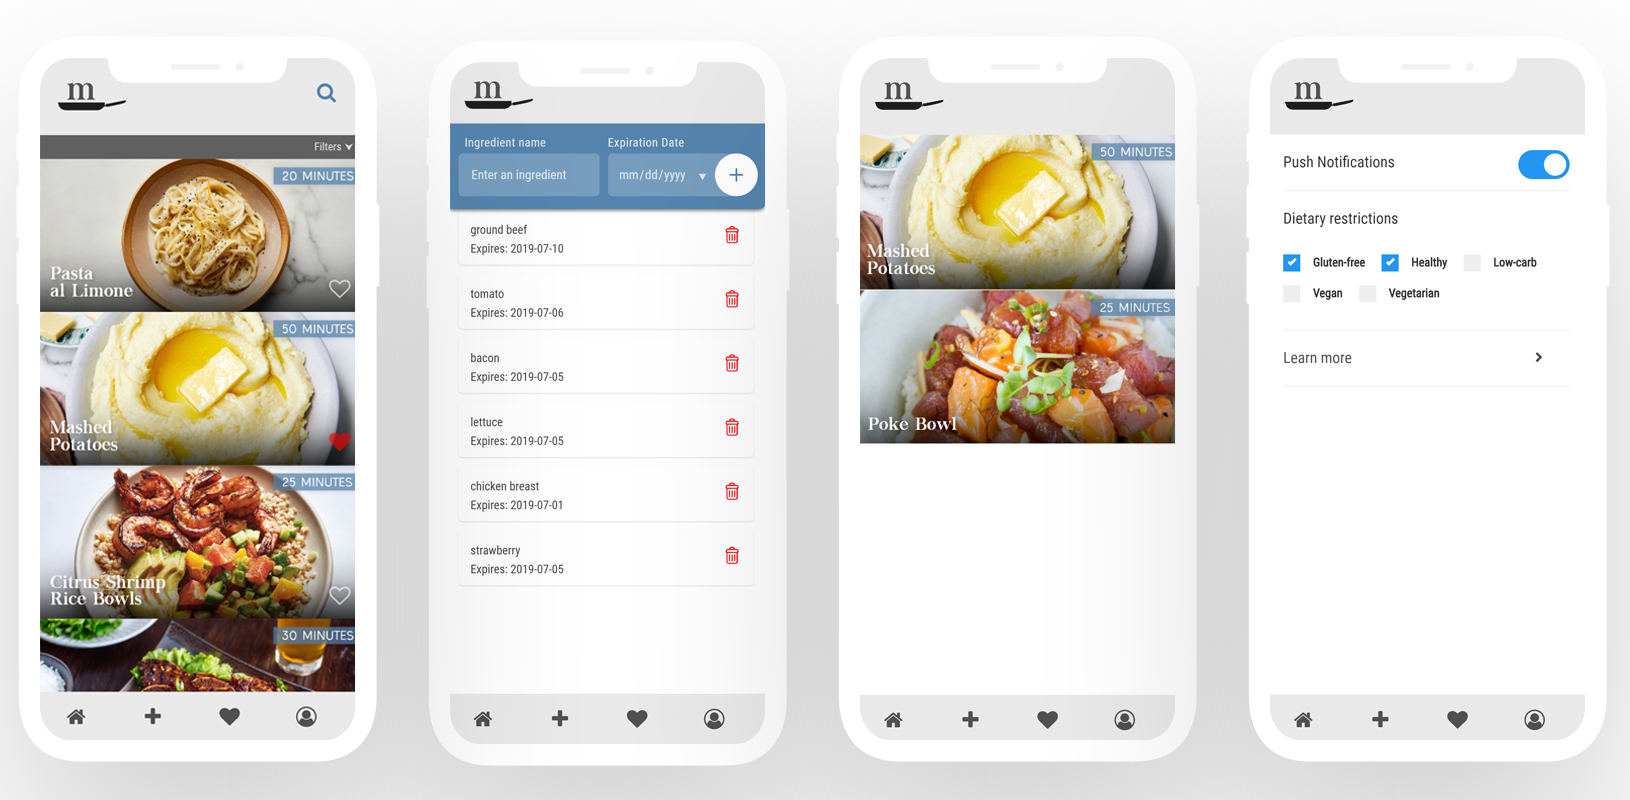 m
Filters
20 MINUTES
Pasta
al Limone
50 MINUTES
Mashed
Potatoes
25 MINUTES
Citrus Shrimp
Rice Bowls
30 MINUTES
m
Ingredient name Expiration Date
Enter an ingredient mm/dd/yyyy
ground beef
Expires: 2019-07-10
tomato
Expires: 2019-07-06
bacon
Expires: 2019-07-05
lettuce
Expires: 2019-07-05
chicken breast
Expires: 2019-07-01
strawberry
Expires: 2019-07-05
m
50 MINUTES
Mashed
Potatoes
25 MINUTES
Poke Bowl
m
Push Notifications
Dietary restrictions
Gluten-free Healthy Low-carb
Vegan Vegetarian
Learn more